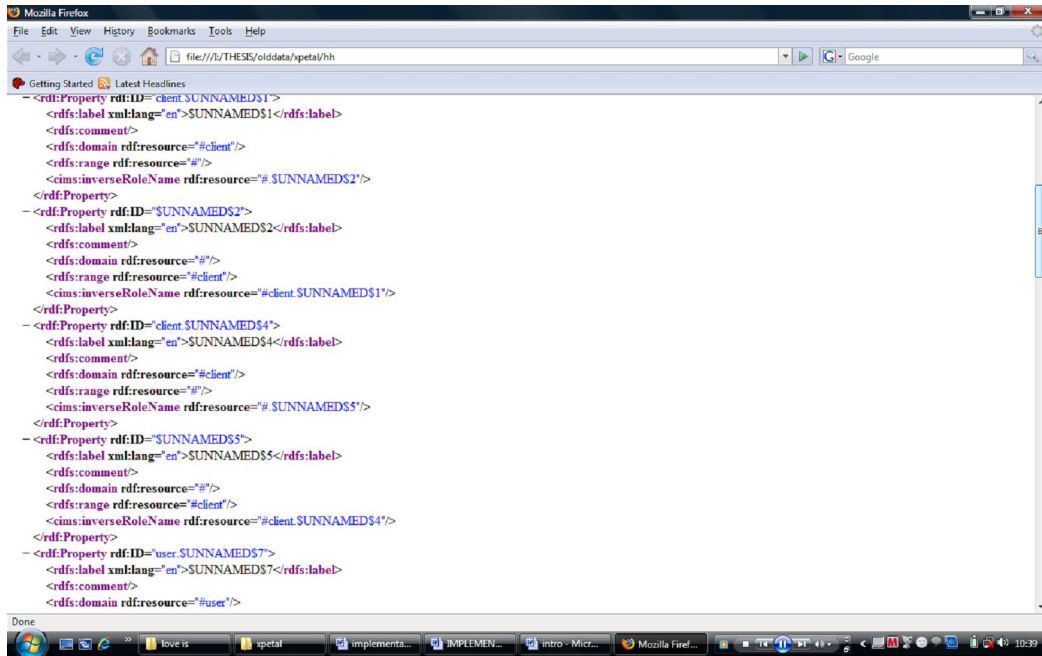 Mozilla Firefox
File Edit View History Bookmarks Tools Help
file:///I:/THESIS/olddata/xpetal/hh
G Google
Getting Started Latest Headlines
− <rdf:Property rdf:ID="client.$UNNAMED$1">
<rdfs:label xml:lang="en">$UNNAMED$1</rdfs:label>
<rdfs:comment/>
<rdfs:domain rdf:resource="#client"/>
<rdfs:range rdf:resource="#"/>
<cims:inverseRoleName rdf:resource="#.$UNNAMED$2"/>
</rdf:Property>
− <rdf:Property rdf:ID="$UNNAMED$2">
<rdfs:label xml:lang="en">$UNNAMED$2</rdfs:label>
<rdfs:comment/>
<rdfs:domain rdf:resource="#"/>
<rdfs:range rdf:resource="#client"/>
<cims:inverseRoleName rdf:resource="#client.$UNNAMED$1"/>
</rdf:Property>
− <rdf:Property rdf:ID="client.$UNNAMED$4">
<rdfs:label xml:lang="en">$UNNAMED$4</rdfs:label>
<rdfs:comment/>
<rdfs:domain rdf:resource="#client"/>
<rdfs:range rdf:resource="#"/>
<cims:inverseRoleName rdf:resource="#.$UNNAMED$5"/>
</rdf:Property>
− <rdf:Property rdf:ID="$UNNAMED$5">
<rdfs:label xml:lang="en">$UNNAMED$5</rdfs:label>
<rdfs:comment/>
<rdfs:domain rdf:resource="#"/>
<rdfs:range rdf:resource="#client"/>
<cims:inverseRoleName rdf:resource="#client.$UNNAMED$4"/>
</rdf:Property>
− <rdf:Property rdf:ID="user.$UNNAMED$7">
<rdfs:label xml:lang="en">$UNNAMED$7</rdfs:label>
<rdfs:comment/>
<rdfs:domain rdf:resource="#user"/>
Done
love is xpetal implementa... IMPLEMEN... intro - Micr... Mozilla Firef... 10:39